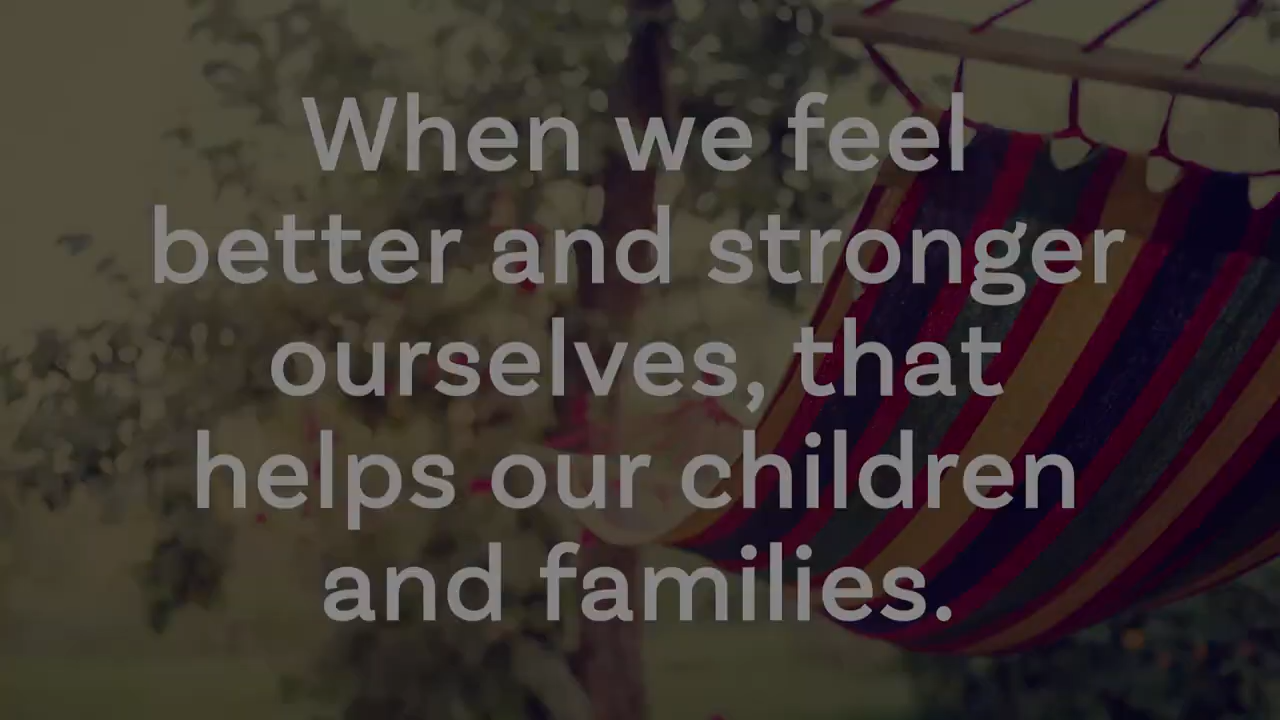 When we feel
better and stronger
ourselves, that
helps our children
and families.